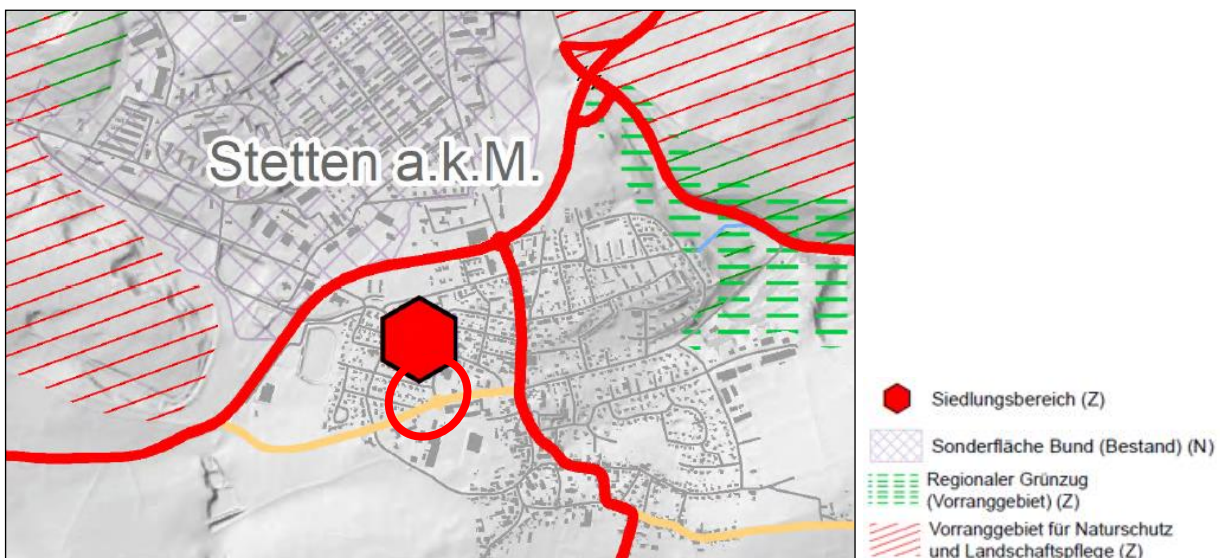 Stetten a.k.M.
Siedlungsbereich (Z)
Sonderfläche Bund (Bestand) (N)
Regionaler Grünzug
(Vorranggebiet) (Z)
Vorranggebiet für Naturschutz
und Landschaftspflege (Z)